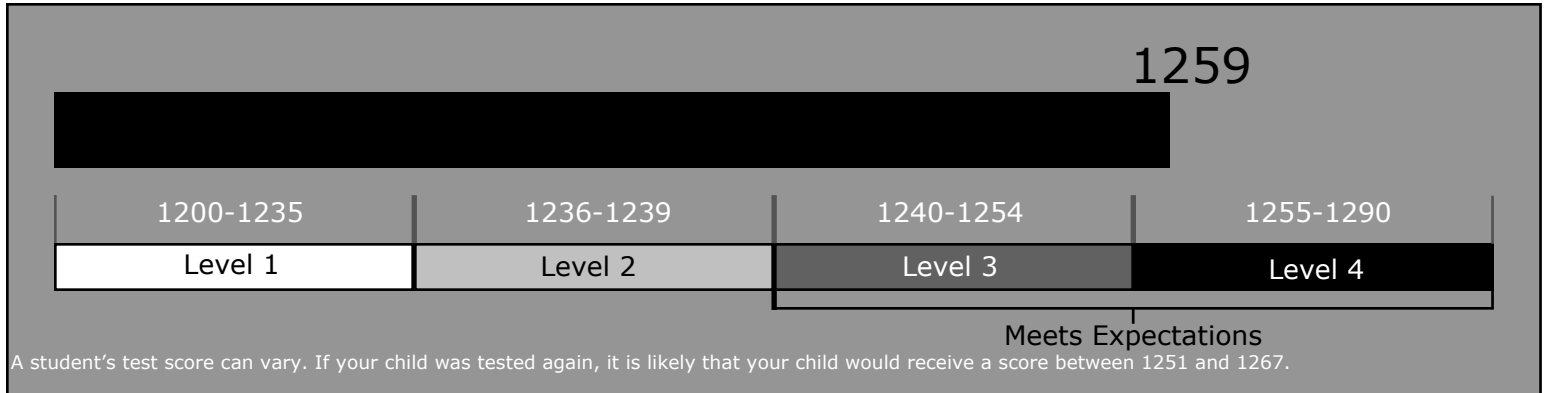 1259
1200-1235 1236-1239 1240-1254 1255-1290
Level 1 Level 2 Level 3 Level 4
Meets Expectations
A student’s test score can vary. If your child was tested again, it is likely that your child would receive a score between 1251 and 1267.